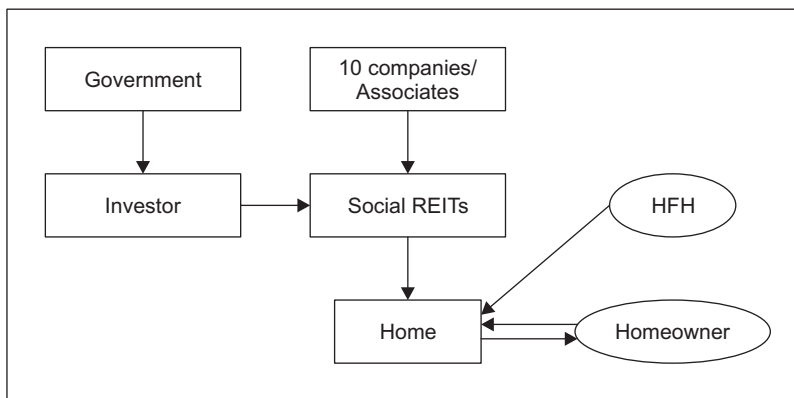 Government
10 companies/
Associates
Investor
Social REITs
HFH
Home
Homeowner